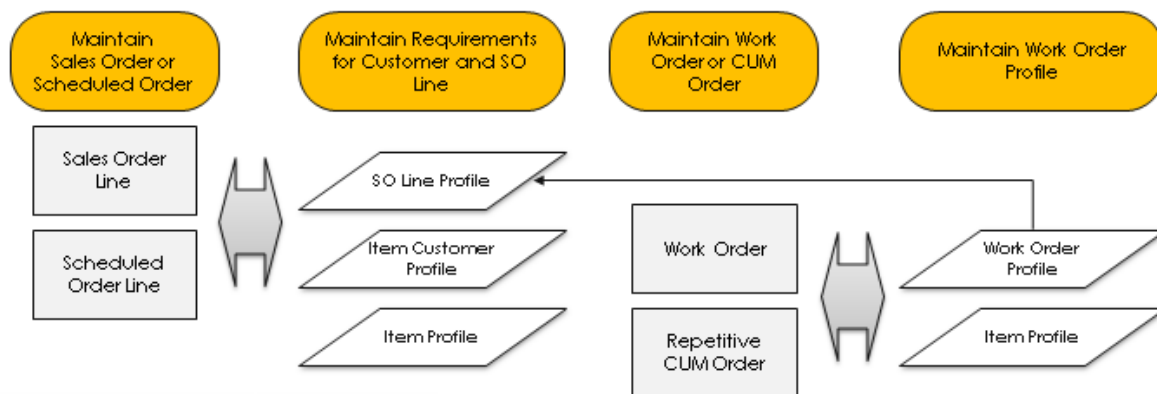 Maintain
Sales Order or
Scheduled Order
Maintain Requirements
for Customer and SO
Line
Maintain Work
Order or CUM
Order
Maintain Work Order
Profile
Sales Order
Line
Scheduled
Order Line
SO Line Profile
Item Customer
Profile
Item Profile
Work Order
Repetitive
CUM Order
Work Order
Profile
Item Profile